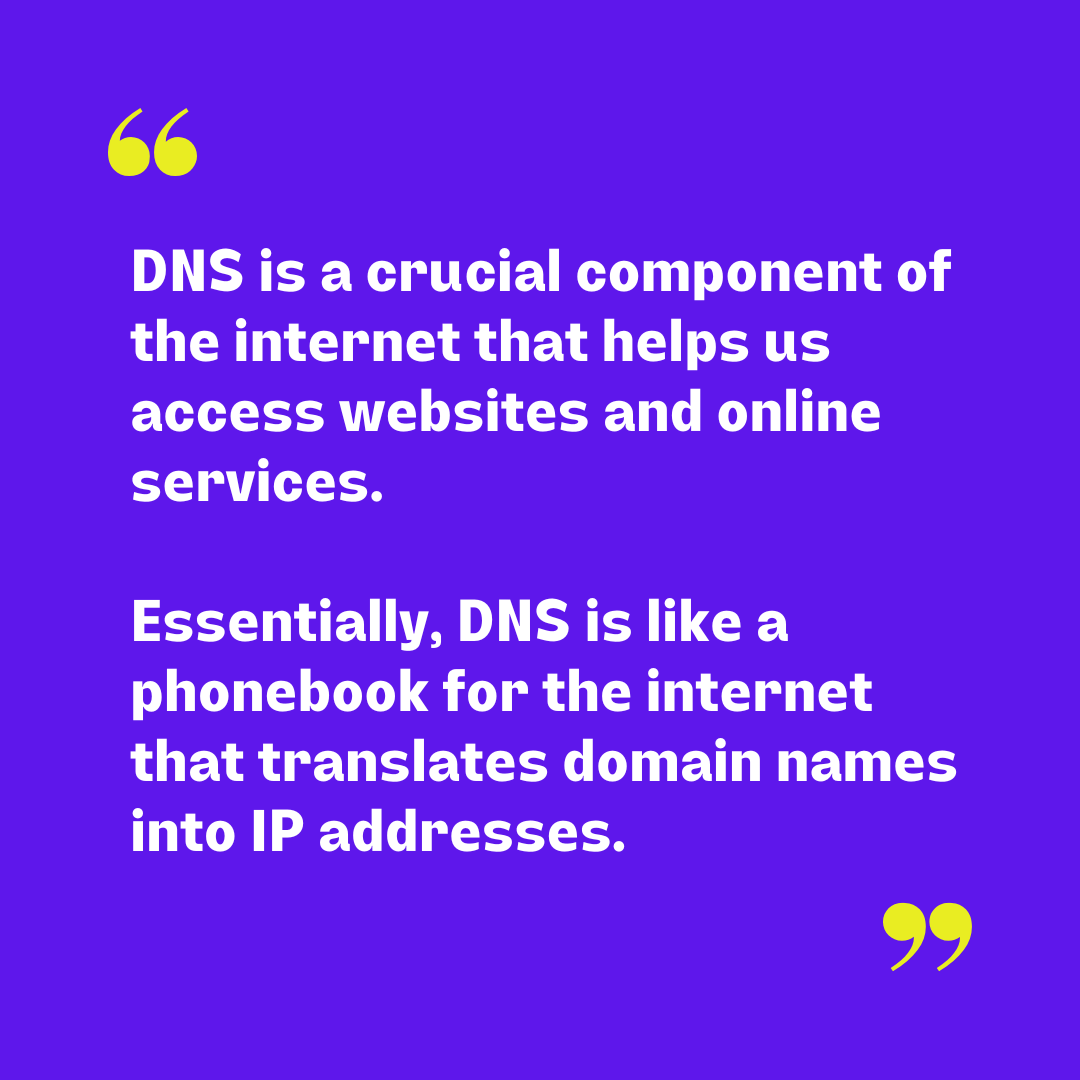 “
DNS is a crucial component of
the internet that helps us
access websites and online
services.
Essentially, DNS is like a
phonebook for the internet
that translates domain names
into IP addresses.
”